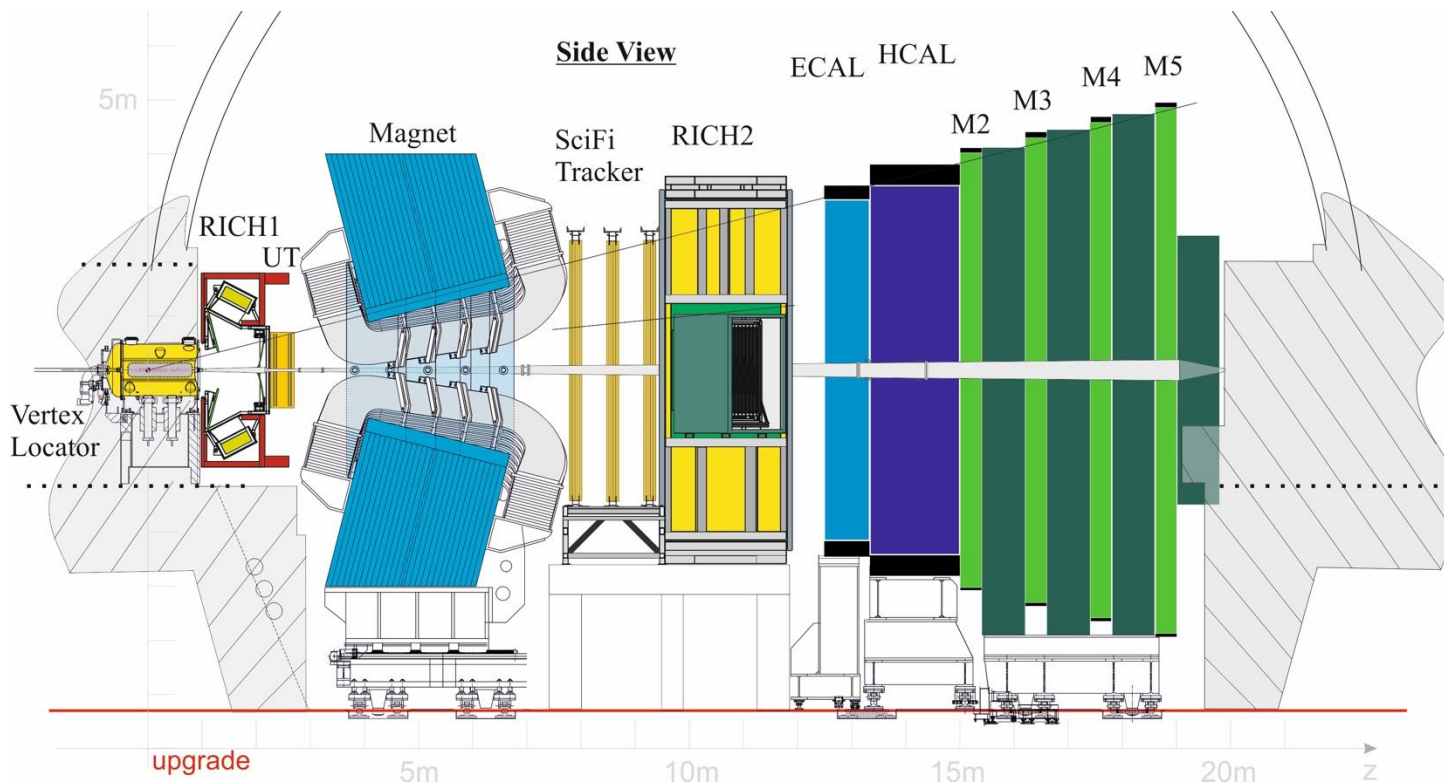 Side View
ECAL
HCAL
M5
M4
5m
M3
M2
Magnet
SciFi
Tracker
RICH2
RICH1
UT
Vertex
Locator
upgrade
5m
10m
15m
20m
z